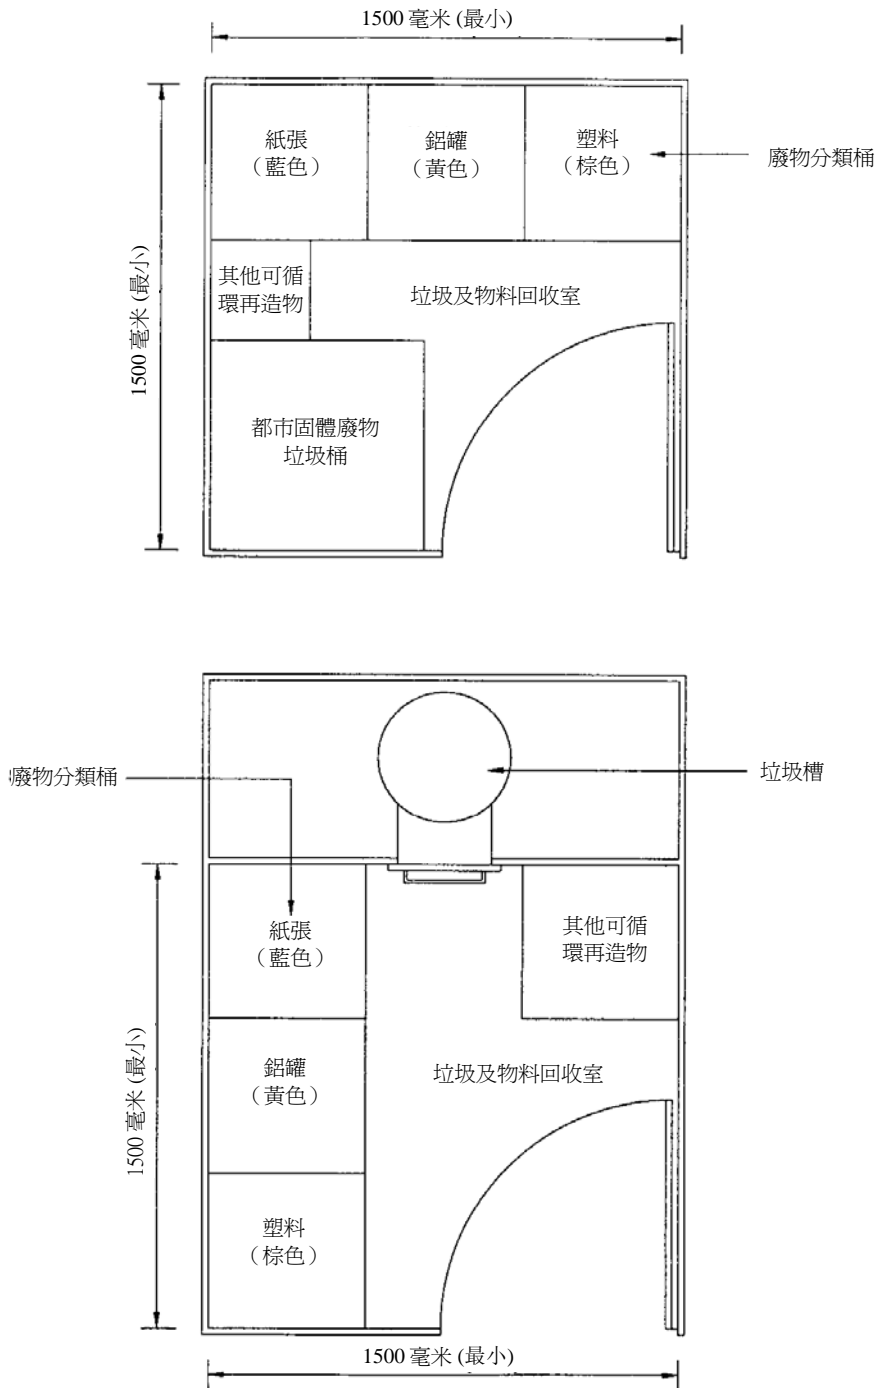 1500 毫米 (最小)
紙張
（藍色）
鋁罐
（黃色）
塑料
（棕色）
廢物分類桶
1500 毫米 (最小)
其他可循
環再造物
垃圾及物料回收室
都市固體廢物
垃圾桶
廢物分類桶
垃圾槽
紙張
（藍色）
其他可循
環再造物
1500 毫米 (最小)
鋁罐
（黃色）
垃圾及物料回收室
塑料
（棕色）
1500 毫米 (最小)